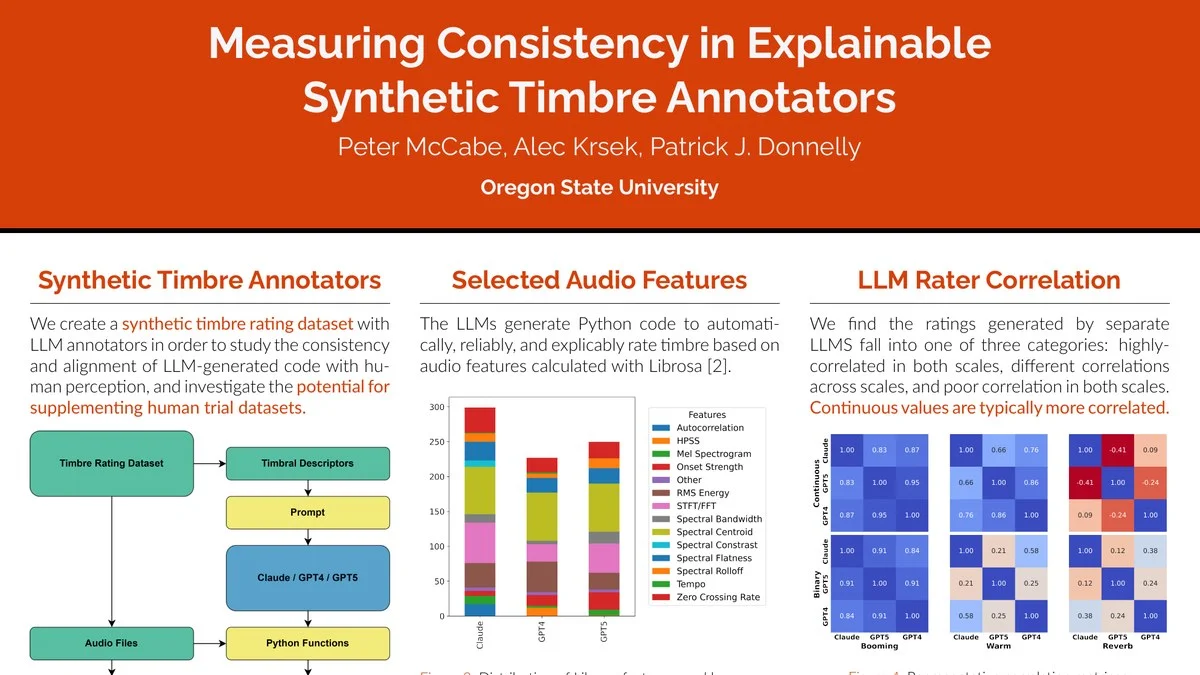 Measuring Consistency in Explainable
Synthetic Timbre Annotators
Peter McCabe, Alec Krsek, Patrick J. Donnelly
Oregon State University
Synthetic Timbre Annotators
We create a synthetic timbre rating dataset with
LLM annotators in order to study the consistency
and alignment of LLM-generated code with hu-
man perception, and investigate the potential for
supplementing human trial datasets.
Timbre Rating Dataset
Timbral Descriptors
Prompt
Claude / GPT4 / GPT5
Audio Files
Python Functions
Selected Audio Features
The LLMs generate Python code to automati-
cally, reliably, and explicably rate timbre based on
audio features calculated with Librosa [2].
300
250
200
150
100
50
0
Claude
GPT4
GPT5
Features
Autocorrelation
HPSS
Mel Spectrogram
Onset Strength
Other
RMS Energy
STFT/FFT
Spectral Bandwidth
Spectral Centroid
Spectral Constrast
Spectral Flatness
Spectral Rolloff
Tempo
Zero Crossing Rate
LLM Rater Correlation
We find the ratings generated by separate
LLMS fall into one of three categories: highly-
correlated in both scales, different correlations
across scales, and poor correlation in both scales.
Continuous values are typically more correlated.
Continuous
Claude
GPT5
GPT4
1.00 0.83 0.87
0.83 1.00 0.95
0.87 0.95 1.00
1.00 0.66 0.76
0.66 1.00 0.86
0.76 0.86 1.00
1.00 -0.41 0.09
-0.41 1.00 -0.24
0.09 -0.24 1.00
Binary
Claude
GPT5
GPT4
1.00 0.91 0.84
0.91 1.00 0.91
0.84 0.91 1.00
1.00 0.21 0.58
0.21 1.00 0.25
0.58 0.25 1.00
1.00 0.12 0.38
0.12 1.00 0.24
0.38 0.24 1.00
Claude GPT5 GPT4
Booming
Claude GPT5 GPT4
Warm
Claude GPT5 GPT4
Reverb